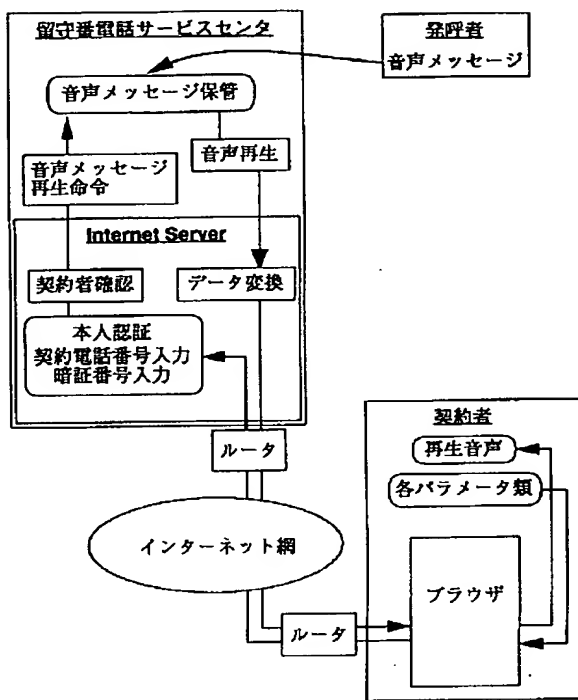 留守番電話サービスセンタ
発呼者
音声メッセージ
音声メッセージ保管
音声メッセージ
再生命令
音声再生
Internet Server
契約者確認
データ変換
本人認証
契約電話番号入力
暗証番号入力
ルータ
インターネット網
ルータ
契約者
再生音声
各パラメータ類
ブラウザ